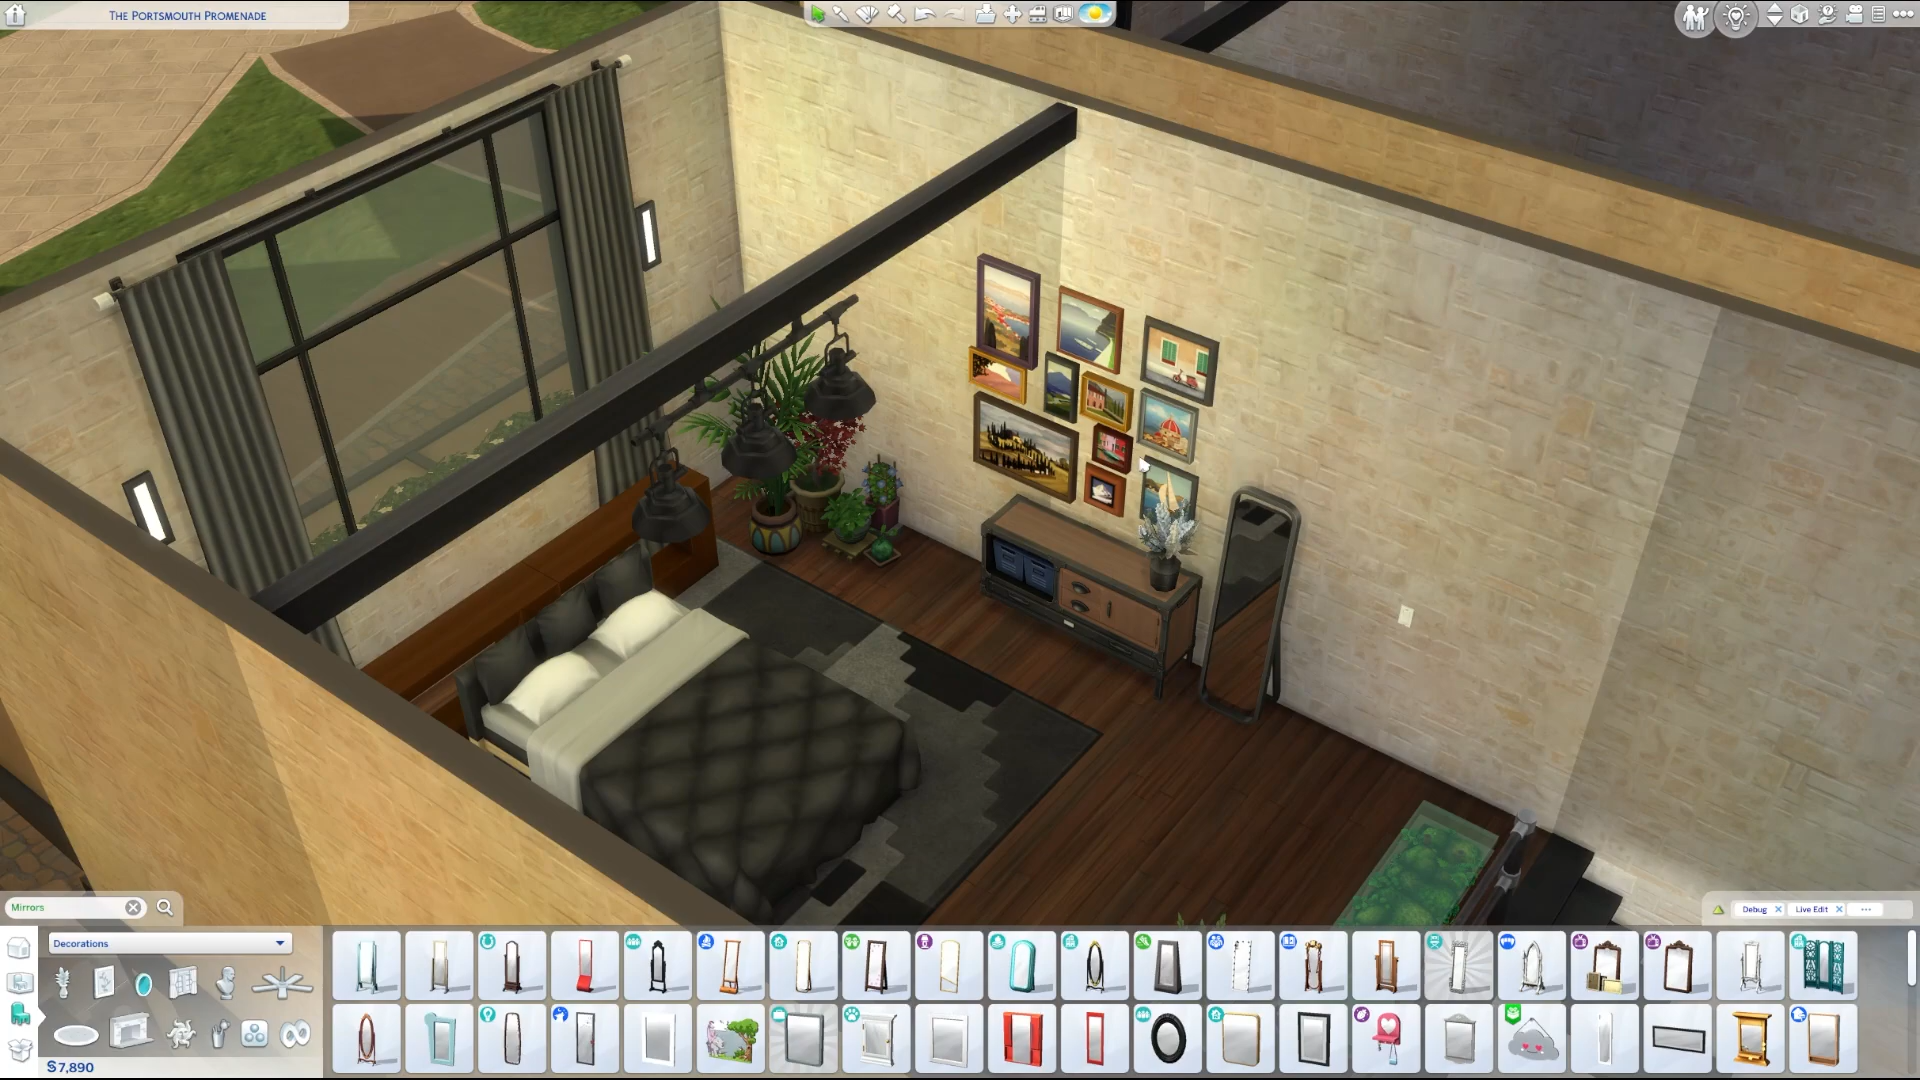 The Portsmouth Promenade
Mirrors
Debug
Live Edit
Decorations
§7,890